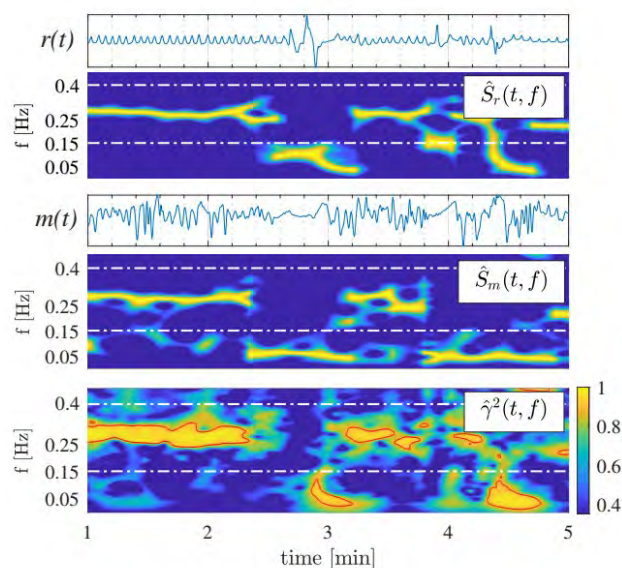 r(t)
Ŝᵣ(t, f)
f [Hz]
0.4
0.25
0.15
0.05
m(t)
Ŝₘ(t, f)
f [Hz]
0.4
0.25
0.15
0.05
γ̂²(t, f)
f [Hz]
0.4
0.25
0.15
0.05
1
0.8
0.6
0.4
1 2 3 4 5
time [min]